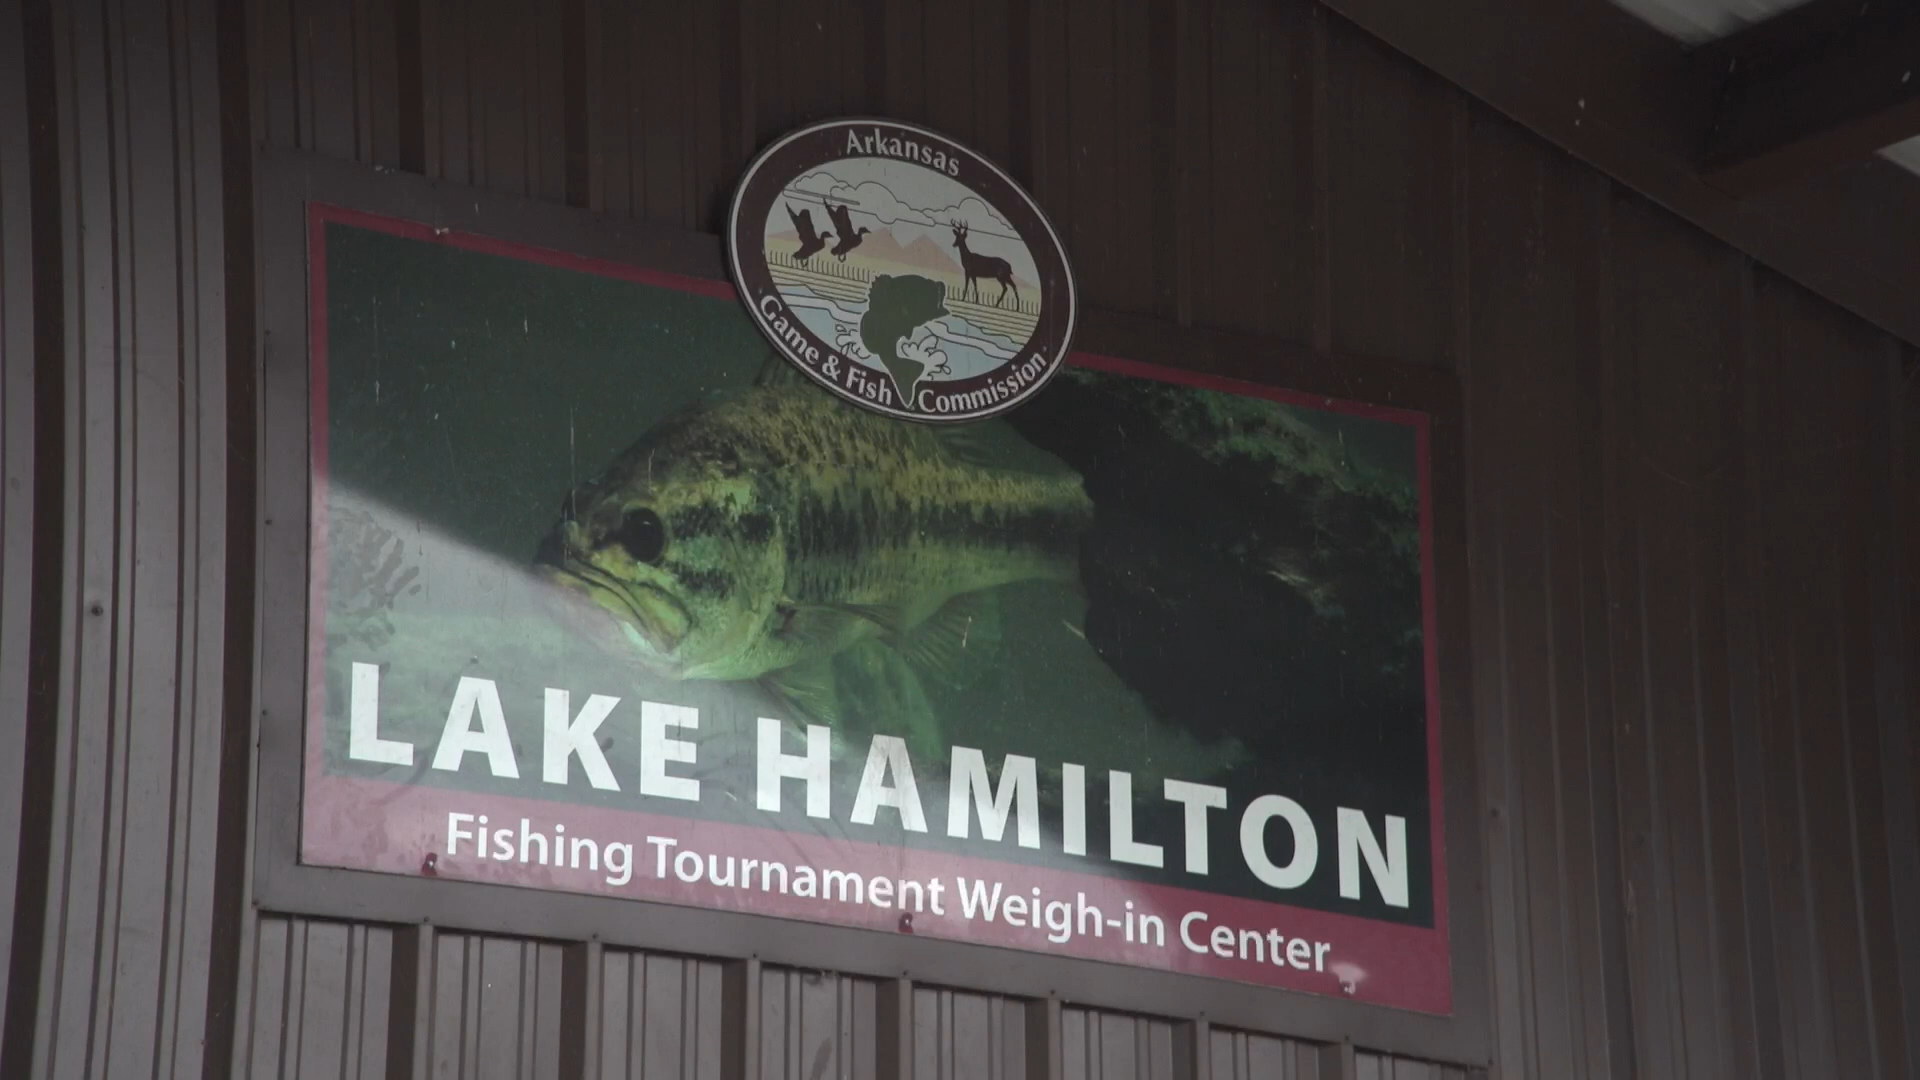 Arkansas
Game & Fish Commission
LAKE HAMILTON
Fishing Tournament Weigh-in Center